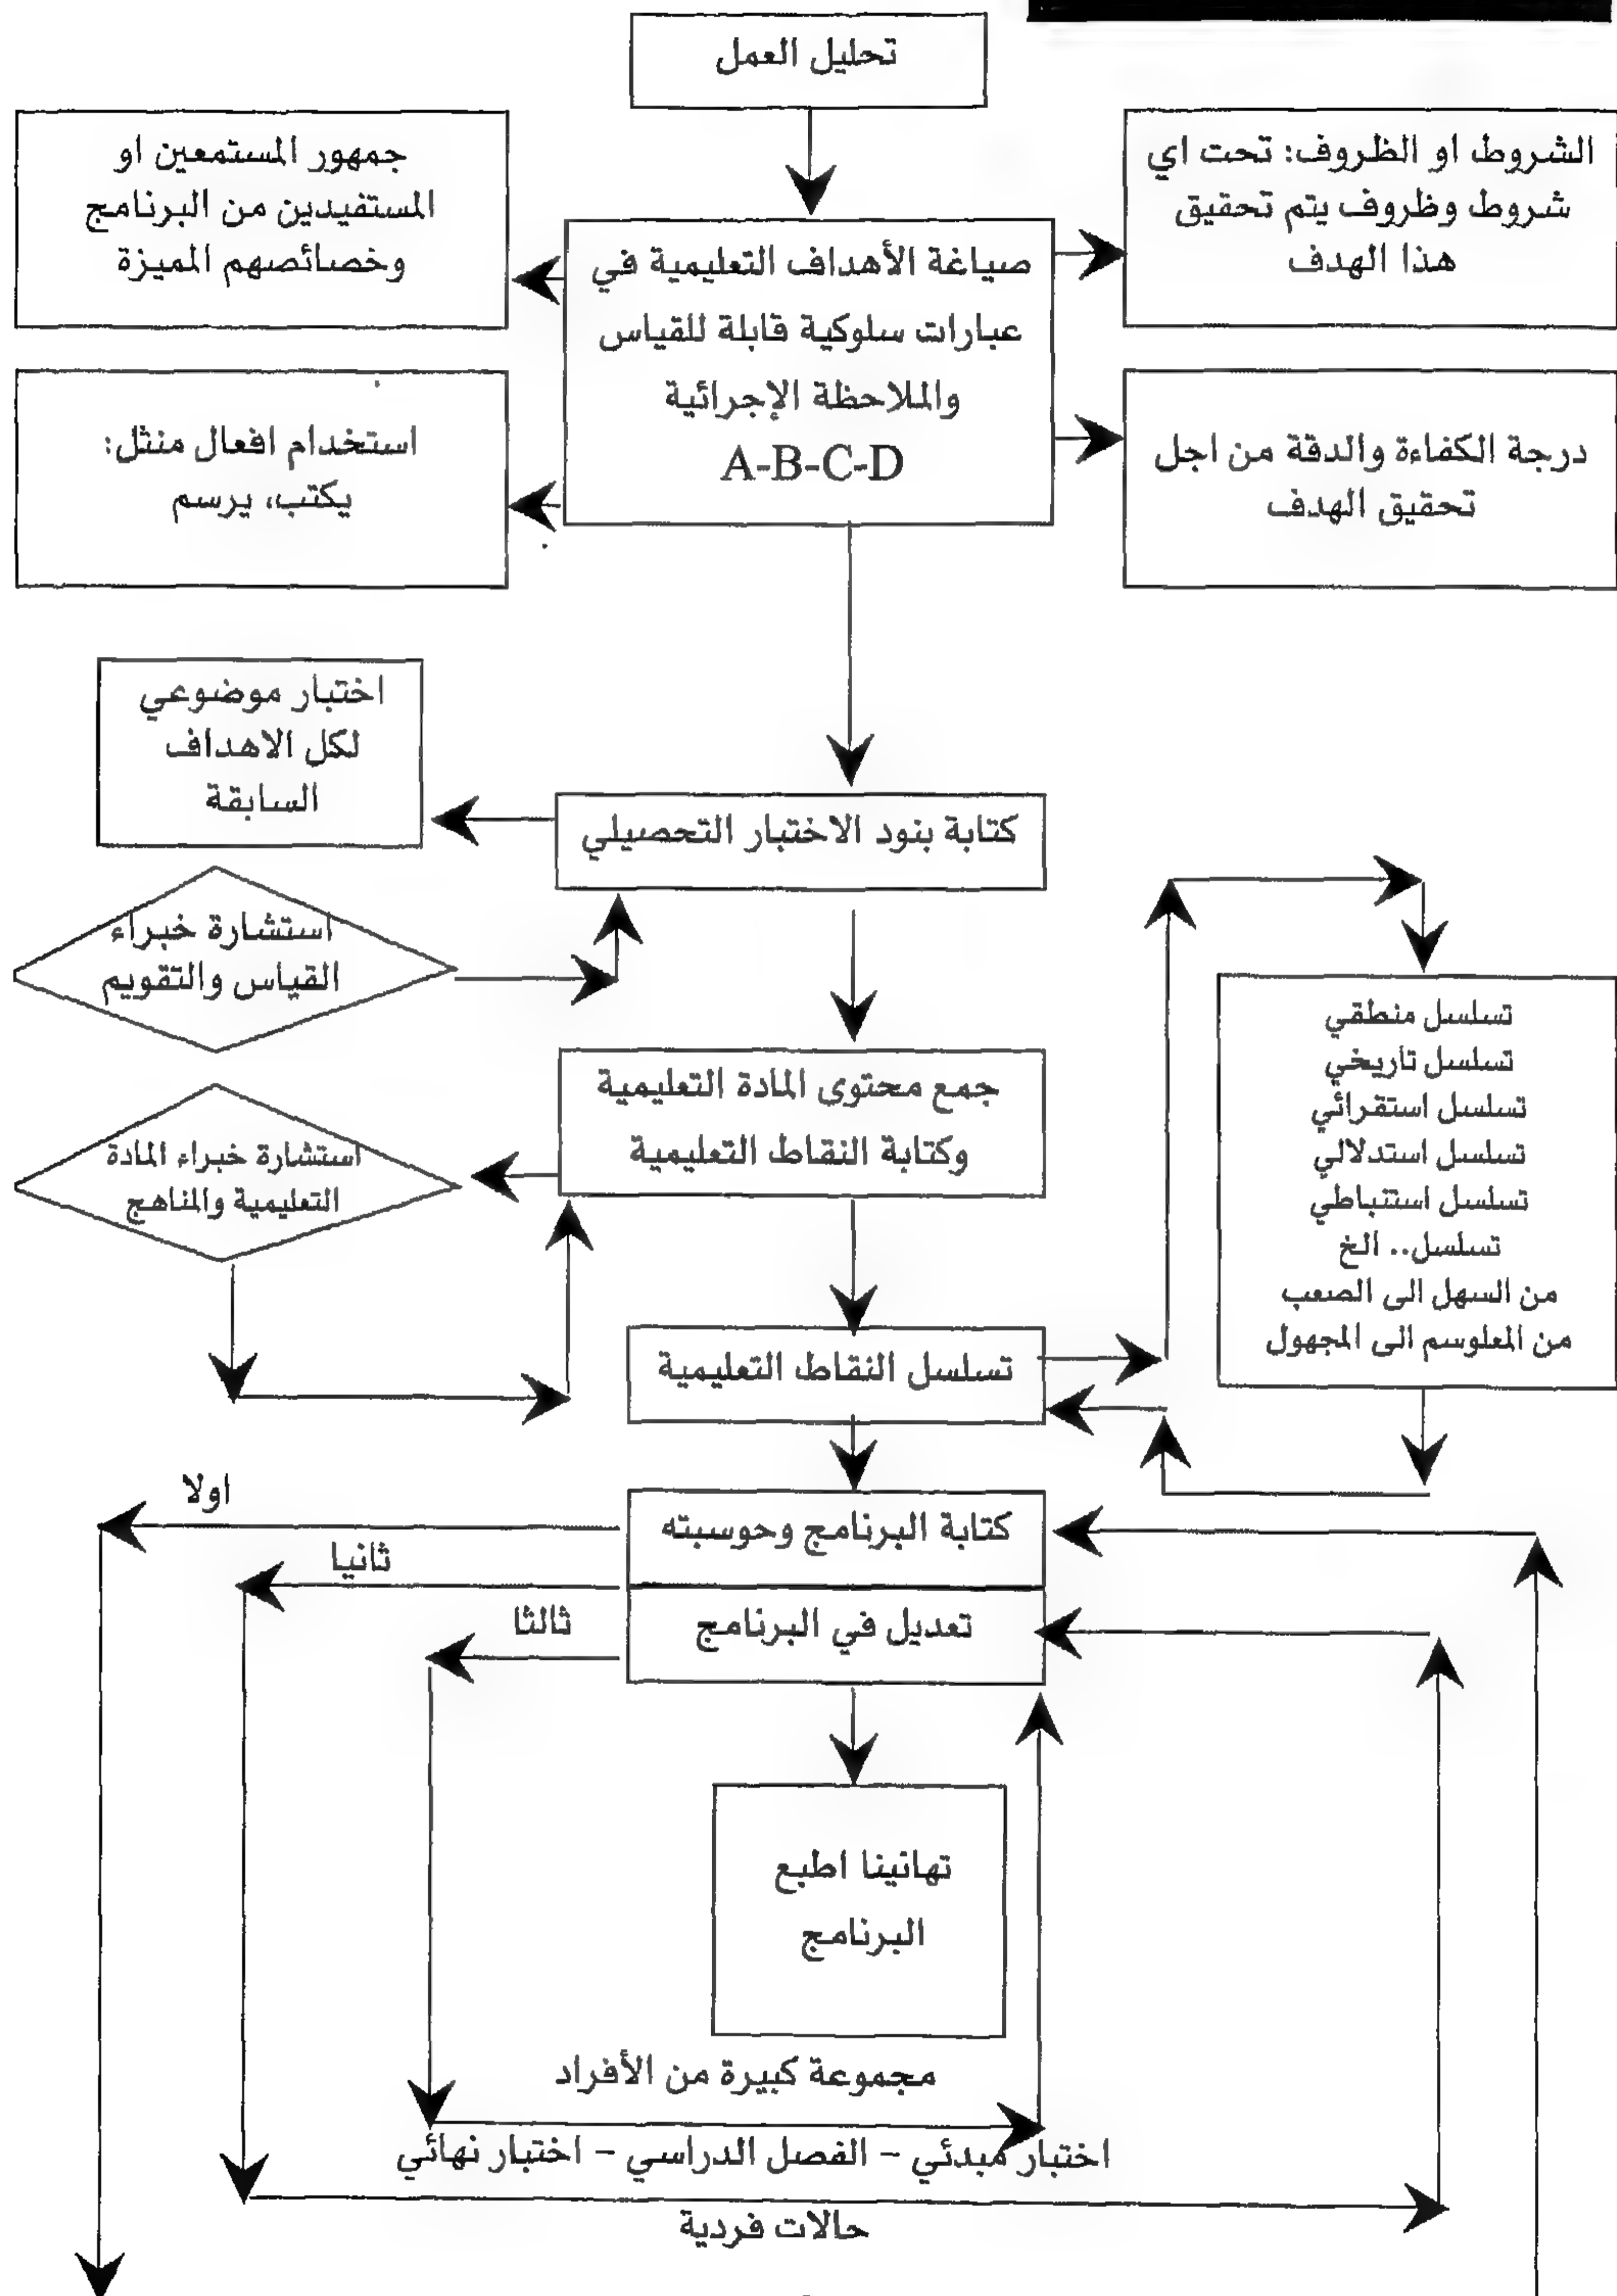 تحليل العمل
الشروط او الظروف: تحت اي
شروط وظروف يتم تحقيق
هذا الهدف
جمهور المستمعين او
المستفيدين من البرنامج
وخصائصهم المميزة
صياغة الأهداف التعليمية في
عبارات سلوكية قابلة للقياس
والملاحظة الإجرائية
A-B-C-D
درجة الكفاءة والدقة من اجل
تحقيق الهدف
استخدام افعال منثل:
يكتب، يرسم
اختبار موضوعي
لكل الاهداف
السابقة
كتابة بنود الاختبار التحصيلي
استشارة خبراء
القياس والتقويم
تسلسل منطقي
تسلسل تاريخي
تسلسل استقرائي
تسلسل استدلالي
تسلسل استنباطي
تسلسل.. الخ
من السهل الى الصعب
من المعلوسم الى المجهول
جمع محتوى المادة التعليمية
وكتابة النقاط التعليمية
استشارة خبراء المادة
التعليمية والمناهج
تسلسل النقاط التعليمية
اولا
كتابة البرنامج وحوسبته
ثانيا
تعديل في البرنامج
ثالثا
تهانينا اطبع
البرنامج
مجموعة كبيرة من الأفراد
اختبار مبدئي – الفصل الدراسي – اختبار نهائي
حالات فردية